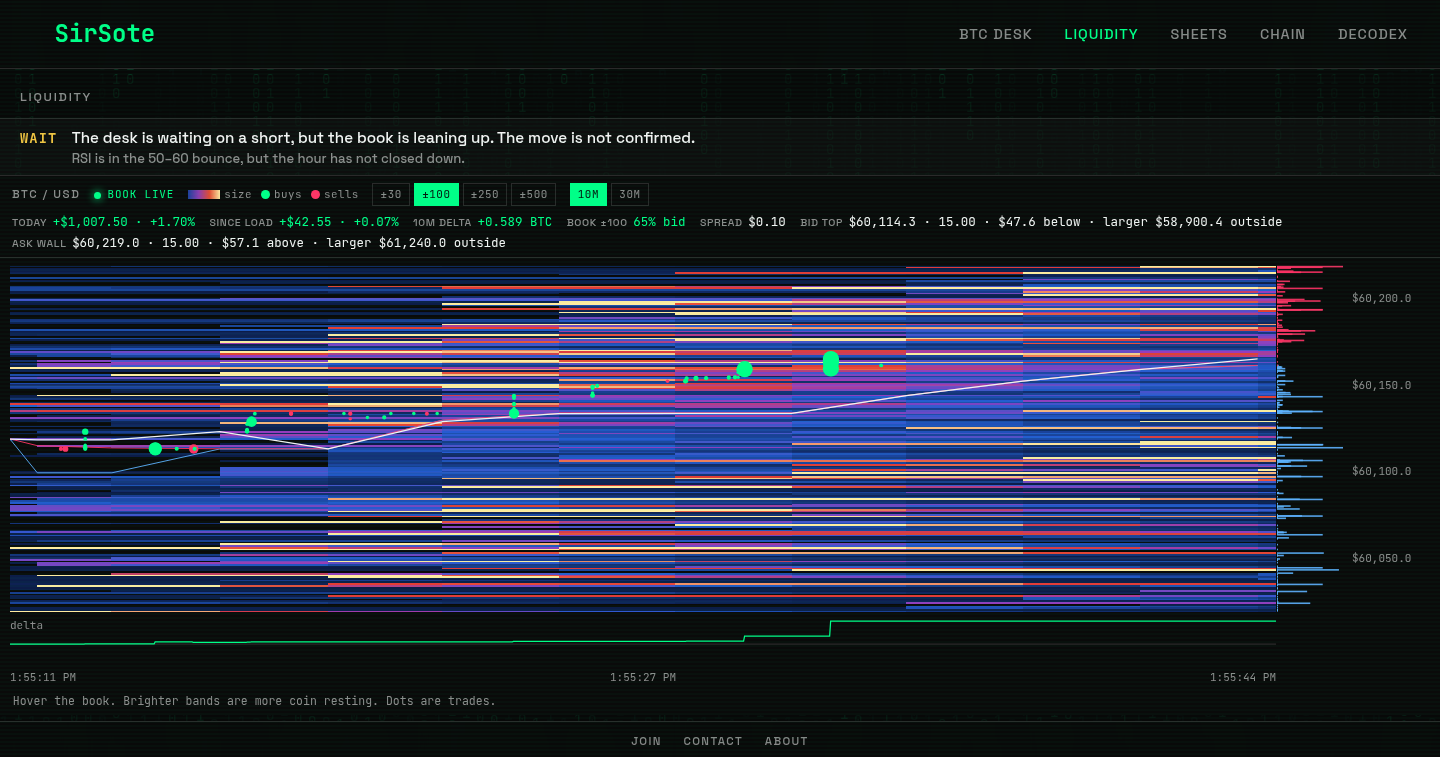 SirSote
BTC DESK LIQUIDITY SHEETS CHAIN DECODEX
LIQUIDITY
WAIT The desk is waiting on a short, but the book is leaning up. The move is not confirmed.
RSI is in the 50–60 bounce, but the hour has not closed down.
BTC / USD BOOK LIVE size buys sells ±30 ±100 ±250 ±500 10M 30M
TODAY +$1,007.50 · +1.70% SINCE LOAD +$42.55 · +0.07% 10M DELTA +0.589 BTC BOOK ±100 65% bid SPREAD $0.10 BID TOP $60,114.3 · 15.00 · $47.6 below · larger $58,900.4 outside
ASK WALL $60,219.0 · 15.00 · $57.1 above · larger $61,240.0 outside
$60,200.0
$60,150.0
$60,100.0
$60,050.0
delta
1:55:11 PM 1:55:27 PM 1:55:44 PM
Hover the book. Brighter bands are more coin resting. Dots are trades.
JOIN CONTACT ABOUT